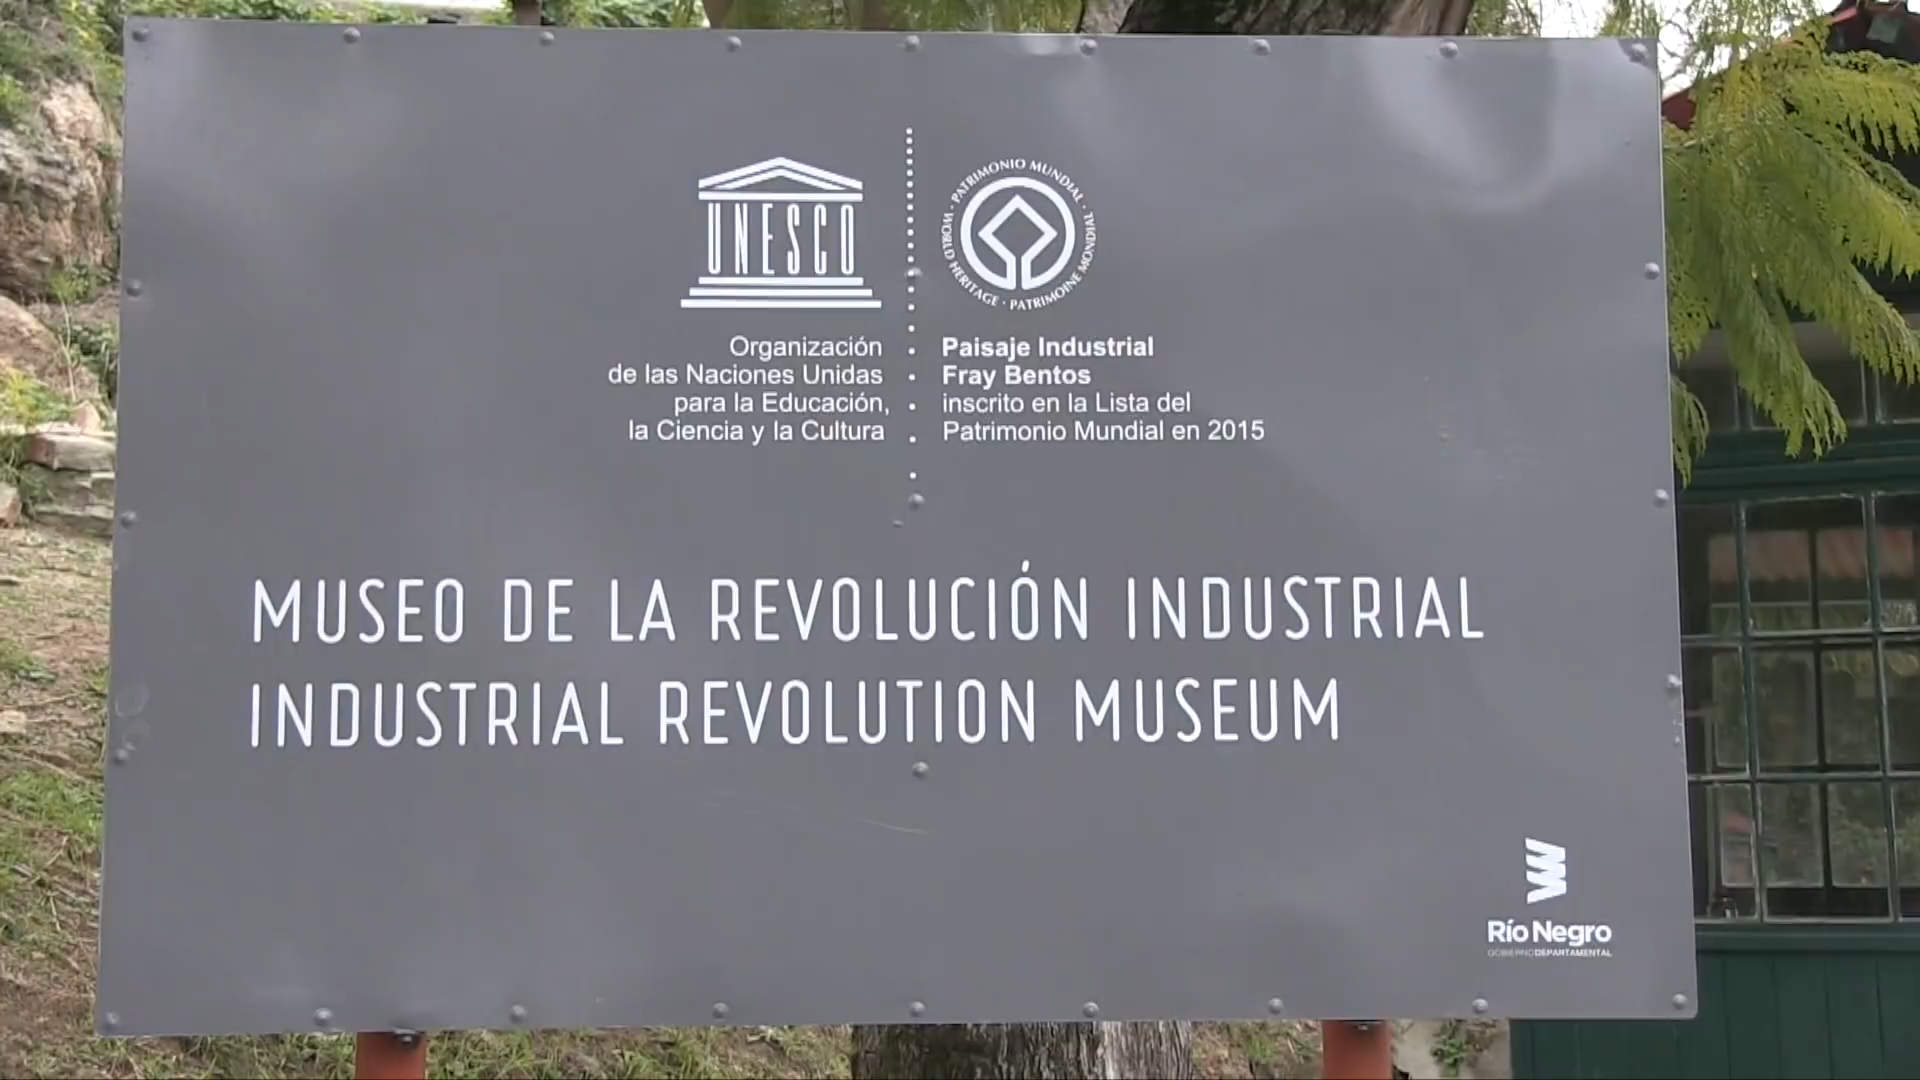 UNESCO
Organización
de las Naciones Unidas
para la Educación,
la Ciencia y la Cultura
PATRIMONIO MUNDIAL · WORLD HERITAGE · PATRIMOINE MONDIAL ·
Paisaje Industrial
Fray Bentos
inscrito en la Lista del
Patrimonio Mundial en 2015
MUSEO DE LA REVOLUCIÓN INDUSTRIAL
INDUSTRIAL REVOLUTION MUSEUM
Río Negro
GOBIERNO DEPARTAMENTAL